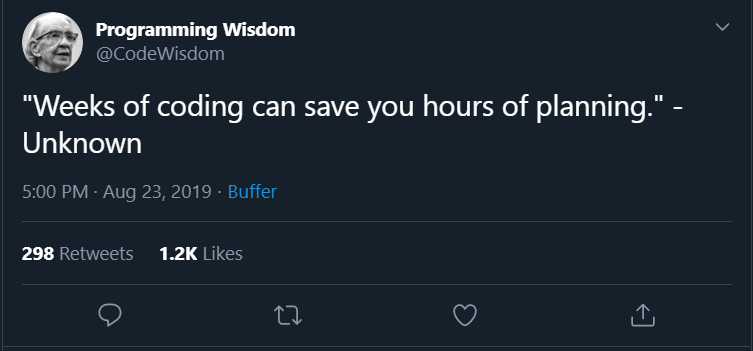 Programming Wisdom
@CodeWisdom
"Weeks of coding can save you hours of planning." -
Unknown
5:00 PM · Aug 23, 2019 · Buffer
298 Retweets 1.2K Likes